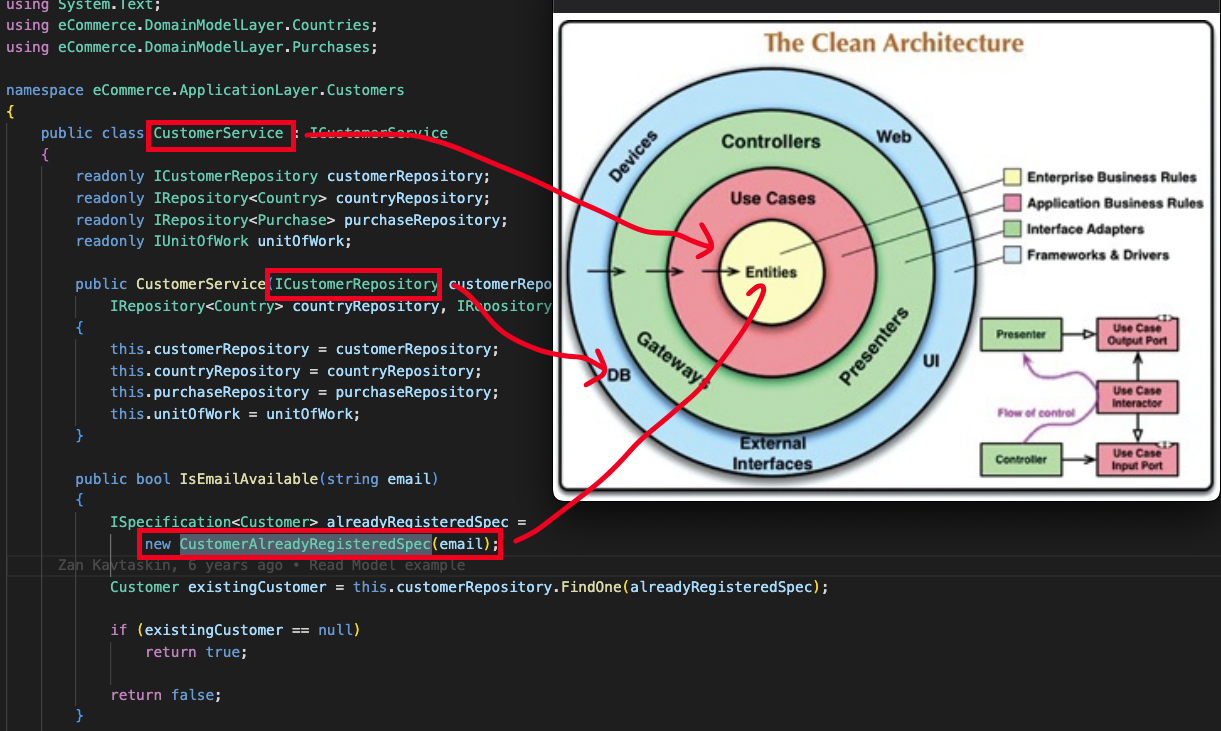 using System.Text;
using eCommerce.DomainModelLayer.Countries;
using eCommerce.DomainModelLayer.Purchases;
namespace eCommerce.ApplicationLayer.Customers
{
public class CustomerService : ICustomerService
{
readonly ICustomerRepository customerRepository;
readonly IRepository<Country> countryRepository;
readonly IRepository<Purchase> purchaseRepository;
readonly IUnitOfWork unitOfWork;
public CustomerService(ICustomerRepository customerRepo
IRepository<Country> countryRepository, IRepository
{
this.customerRepository = customerRepository;
this.countryRepository = countryRepository;
this.purchaseRepository = purchaseRepository;
this.unitOfWork = unitOfWork;
}
public bool IsEmailAvailable(string email)
{
ISpecification<Customer> alreadyRegisteredSpec =
new CustomerAlreadyRegisteredSpec(email);
Zan Kavtaskin, 6 years ago • Read Model example
Customer existingCustomer = this.customerRepository.FindOne(alreadyRegisteredSpec);
if (existingCustomer == null)
return true;
return false;
}
The Clean Architecture
Devices
Controllers
Web
Use Cases
Entities
Gateways
Presenters
DB
UI
External
Interfaces
Enterprise Business Rules
Application Business Rules
Interface Adapters
Frameworks & Drivers
Presenter
Use Case
Output Port
Use Case
Interactor
Flow of control
Controller
Use Case
Input Port